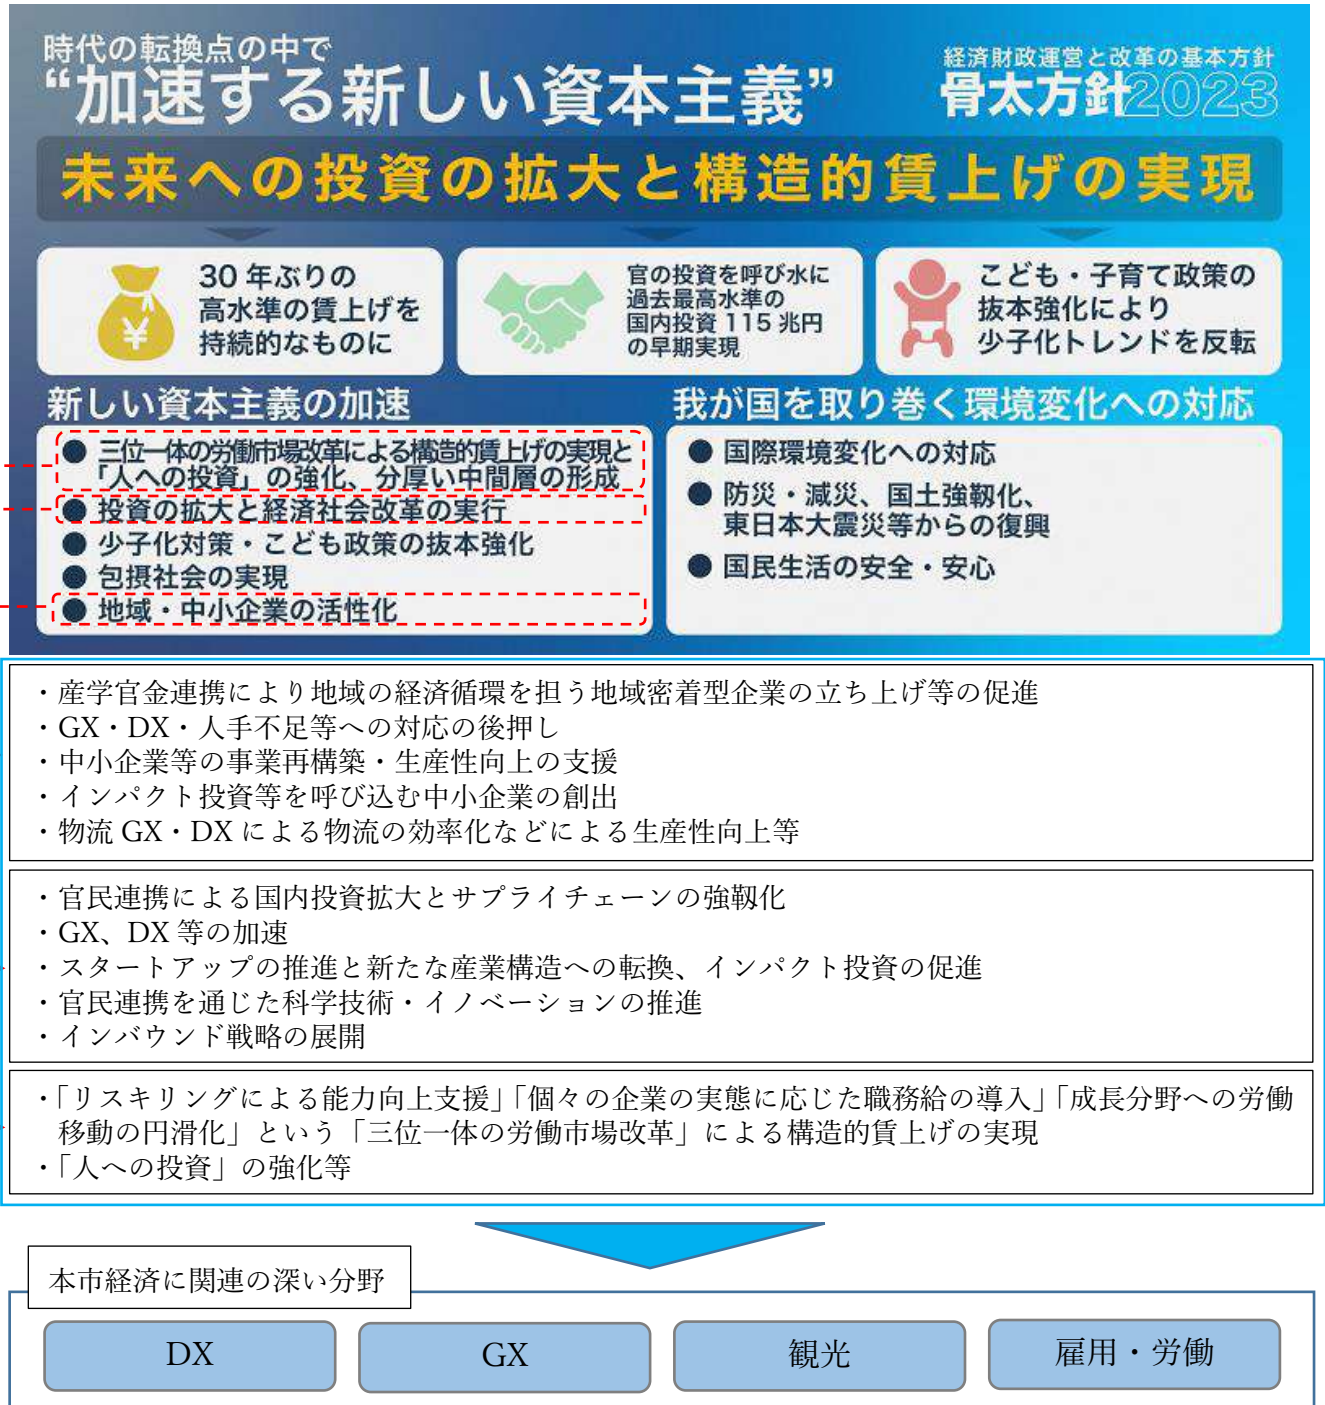 時代の転換点の中で
“加速する新しい資本主義”
経済財政運営と改革の基本方針
骨太方針2023
未来への投資の拡大と構造的賃上げの実現
30年ぶりの
高水準の賃上げを
持続的なものに
官の投資を呼び水に
過去最高水準の
国内投資 115 兆円
の早期実現
こども・子育て政策の
抜本強化により
少子化トレンドを反転
新しい資本主義の加速
● 三位一体の労働市場改革による構造的賃上げの実現と
「人への投資」の強化、分厚い中間層の形成
● 投資の拡大と経済社会改革の実行
● 少子化対策・こども政策の抜本強化
● 包摂社会の実現
● 地域・中小企業の活性化
我が国を取り巻く環境変化への対応
● 国際環境変化への対応
● 防災・減災、国土強靱化、
東日本大震災等からの復興
● 国民生活の安全・安心
・産学官金連携により地域の経済循環を担う地域密着型企業の立ち上げ等の促進
・GX・DX・人手不足等への対応の後押し
・中小企業等の事業再構築・生産性向上の支援
・インパクト投資等を呼び込む中小企業の創出
・物流 GX・DX による物流の効率化などによる生産性向上等
・官民連携による国内投資拡大とサプライチェーンの強靱化
・GX、DX 等の加速
・スタートアップの推進と新たな産業構造への転換、インパクト投資の促進
・官民連携を通じた科学技術・イノベーションの推進
・インバウンド戦略の展開
・「リスキリングによる能力向上支援」「個々の企業の実態に応じた職務給の導入」「成長分野への労働
移動の円滑化」という「三位一体の労働市場改革」による構造的賃上げの実現
・「人への投資」の強化等
本市経済に関連の深い分野
DX
GX
観光
雇用・労働